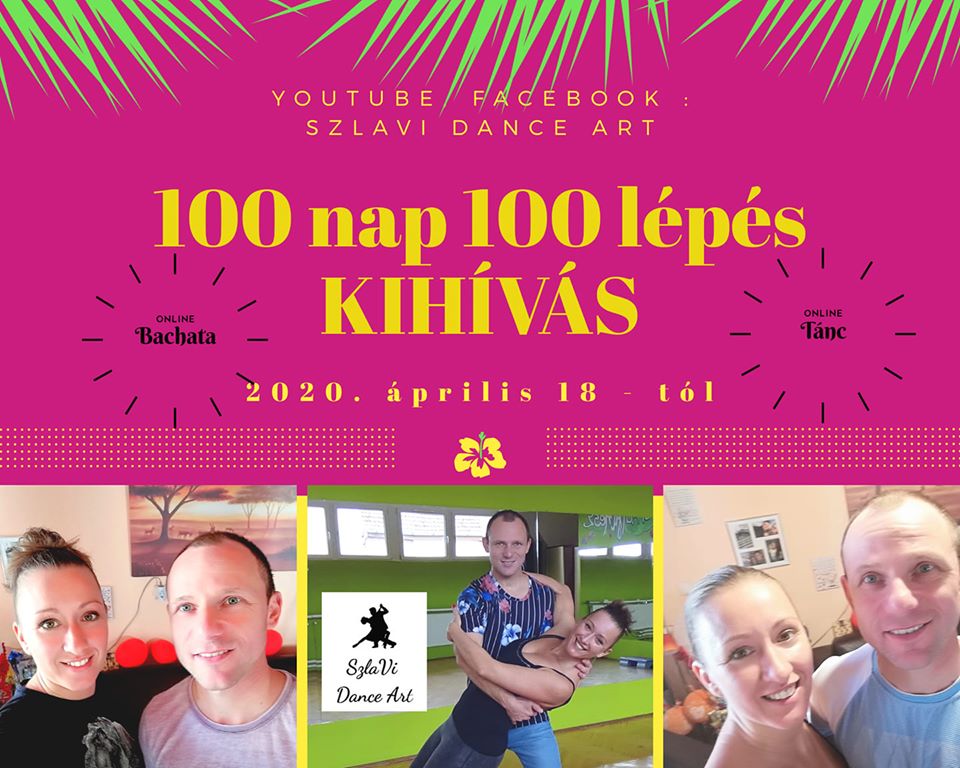 YOUTUBE, FACEBOOK :
SZLAVI DANCE ART
100 nap 100 lépés
KIHÍVÁS
ONLINE
Bachata
ONLINE
Tánc
2020. április 18 - tól
SzlaVi
Dance Art